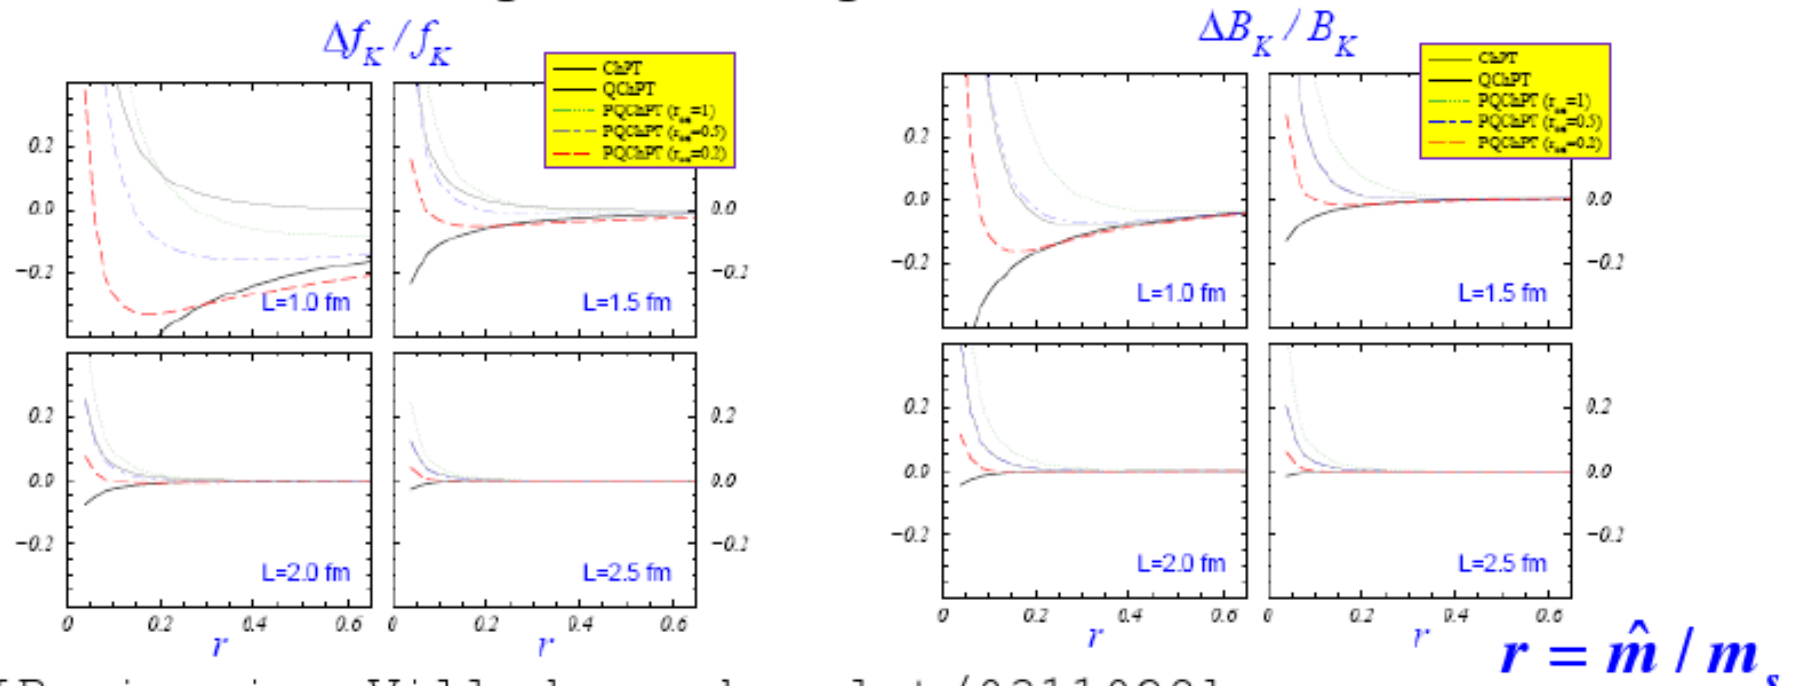 Δf_K / f_K
ChPT
QChPT
PQChPT (r_sea=1)
PQChPT (r_sea=0.5)
PQChPT (r_sea=0.2)
0.2
0.0
-0.2
L=1.0 fm
L=1.5 fm
0.0
-0.2
0.2
0.0
-0.2
L=2.0 fm
L=2.5 fm
0.2
0.0
-0.2
0 0.2 0.4 0.6
0 0.2 0.4 0.6
r
r
ΔB_K / B_K
ChPT
QChPT
PQChPT (r_sea=1)
PQChPT (r_sea=0.5)
PQChPT (r_sea=0.2)
0.2
0.0
-0.2
L=1.0 fm
L=1.5 fm
0.0
-0.2
0.2
0.0
-0.2
L=2.0 fm
L=2.5 fm
0.2
0.0
-0.2
0 0.2 0.4 0.6
0 0.2 0.4 0.6
r
r
r = m̂ / m_s